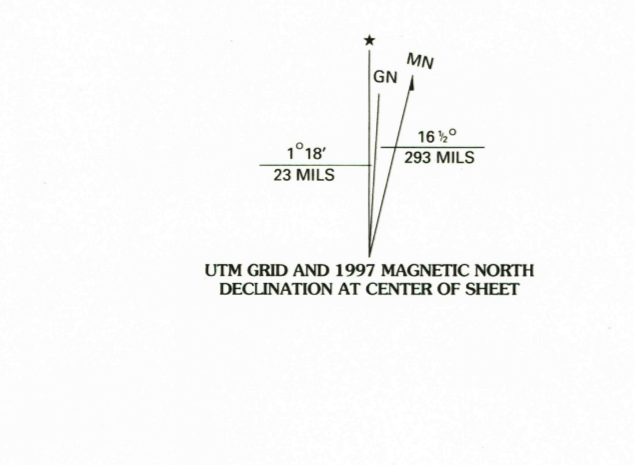 ★
MN
GN
1°18'
23 MILS
16½°
293 MILS
UTM GRID AND 1997 MAGNETIC NORTH
DECLINATION AT CENTER OF SHEET